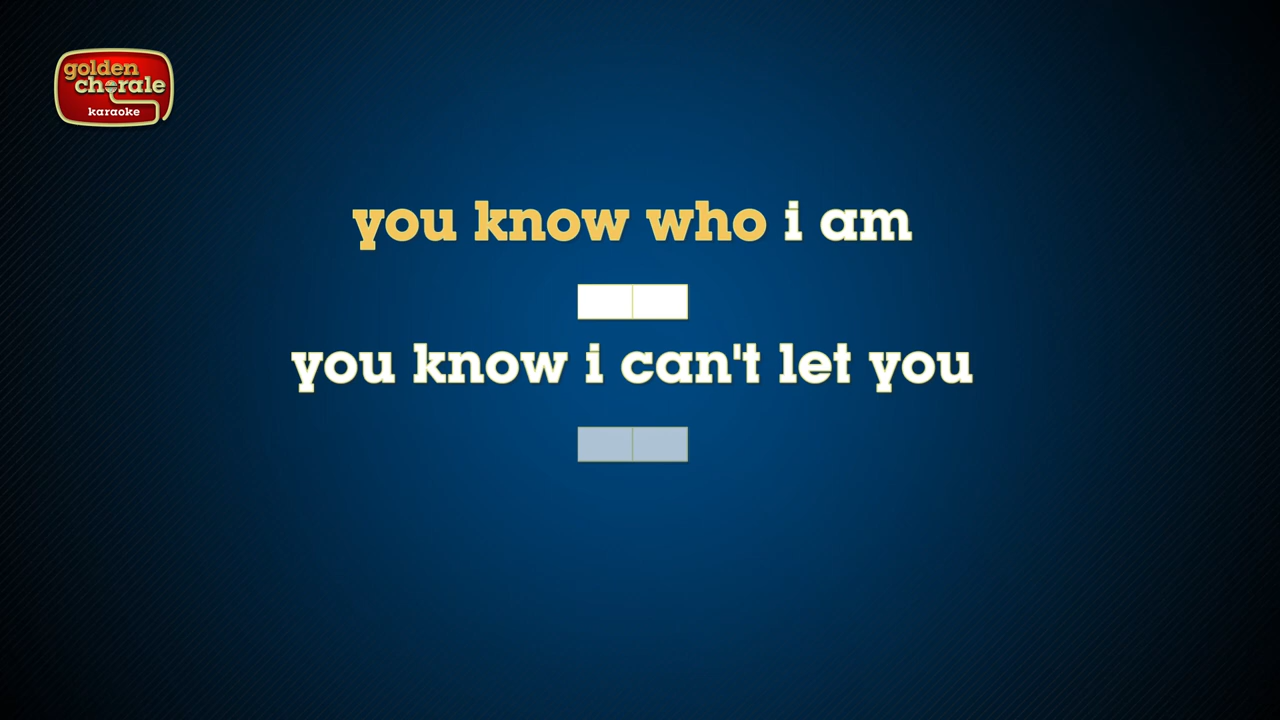 golden
chorale
karaoke
you know who i am
you know i can't let you